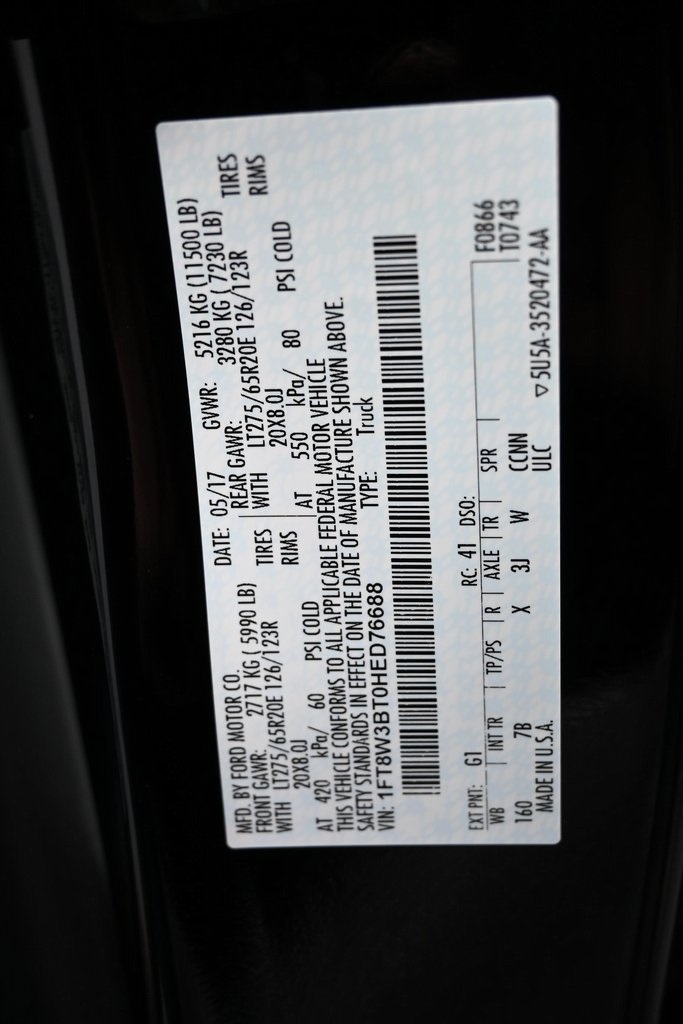 MFD. BY FORD MOTOR CO. DATE: 05/17 GVWR: 5216 KG (11500 LB)
FRONT GAWR: 2717 KG ( 5990 LB) REAR GAWR: 3280 KG ( 7230 LB)
WITH LT275/65R20E 126/123R TIRES WITH LT275/65R20E 126/123R TIRES
20X8.0J RIMS 20X8.0J RIMS
AT 420 kPa/ 60 PSI COLD AT 550 kPa/ 80 PSI COLD
THIS VEHICLE CONFORMS TO ALL APPLICABLE FEDERAL MOTOR VEHICLE
SAFETY STANDARDS IN EFFECT ON THE DATE OF MANUFACTURE SHOWN ABOVE.
VIN: 1FT8W3BT0HED76688 TYPE: Truck
EXT PNT: G1 RC: 41 DSO: F0866
WB INT TR TP/PS R AXLE TR SPR T0743
160 7B X 3J W CCNN
MADE IN U.S.A. ULC ▽5U5A-3520472-AA